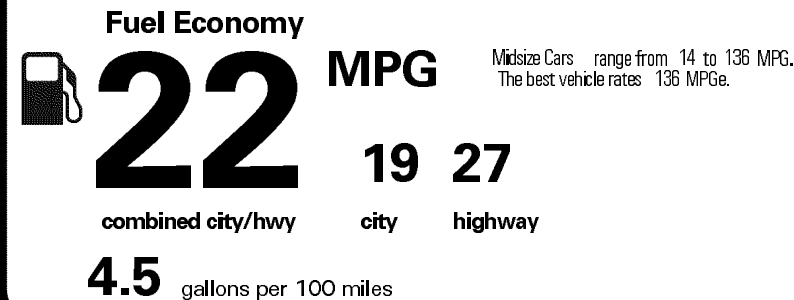 Fuel Economy
22 MPG
Midsize Cars range from 14 to 136 MPG.
The best vehicle rates 136 MPGe.
19 27
combined city/hwy city highway
4.5 gallons per 100 miles